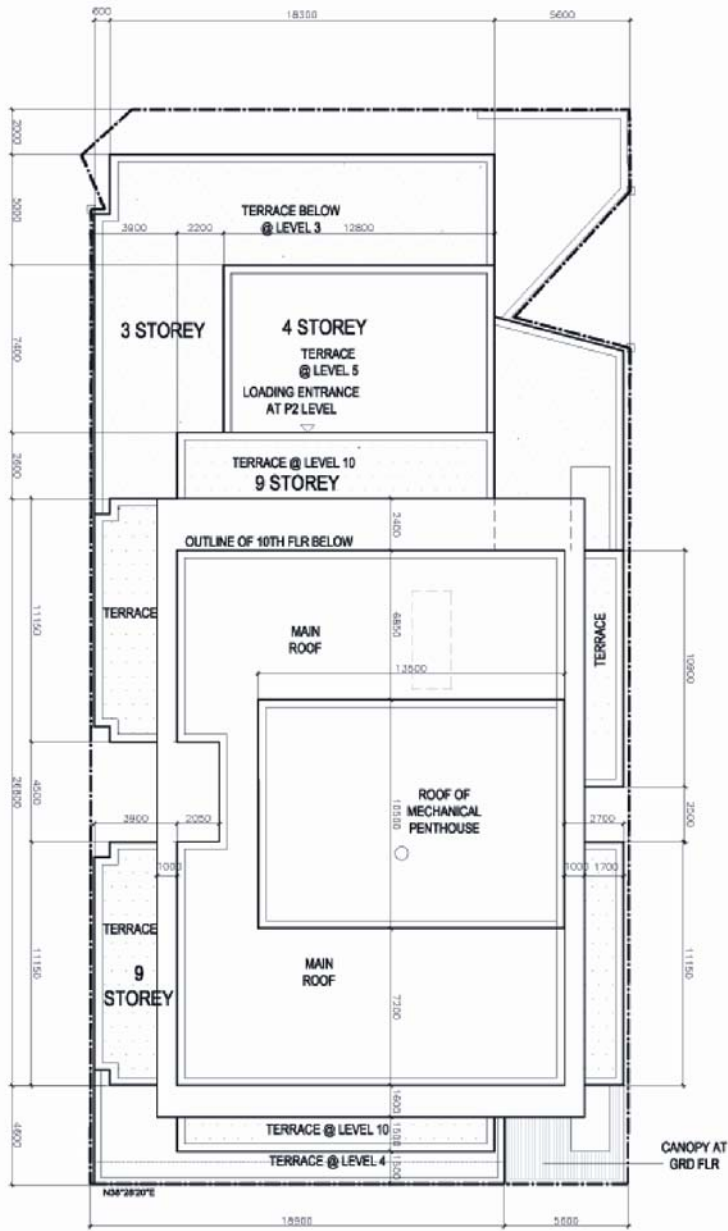 600
18300
5600
2000
5000
TERRACE BELOW
@ LEVEL 3
3900
2200
12800
3 STOREY
4 STOREY
TERRACE
@ LEVEL 5
LOADING ENTRANCE
AT P2 LEVEL
7400
TERRACE @ LEVEL 10
9 STOREY
2600
2400
OUTLINE OF 10TH FLR BELOW
TERRACE
MAIN
ROOF
6850
13500
TERRACE
11150
10900
26800
4500
ROOF OF
MECHANICAL
PENTHOUSE
10500
2500
3900
2050
2700
1000
1000
1700
TERRACE
9
STOREY
MAIN
ROOF
7200
11150
11150
1600
TERRACE @ LEVEL 10
1500
TERRACE @ LEVEL 4
1500
4600
CANOPY AT
GRD FLR
18900
5600